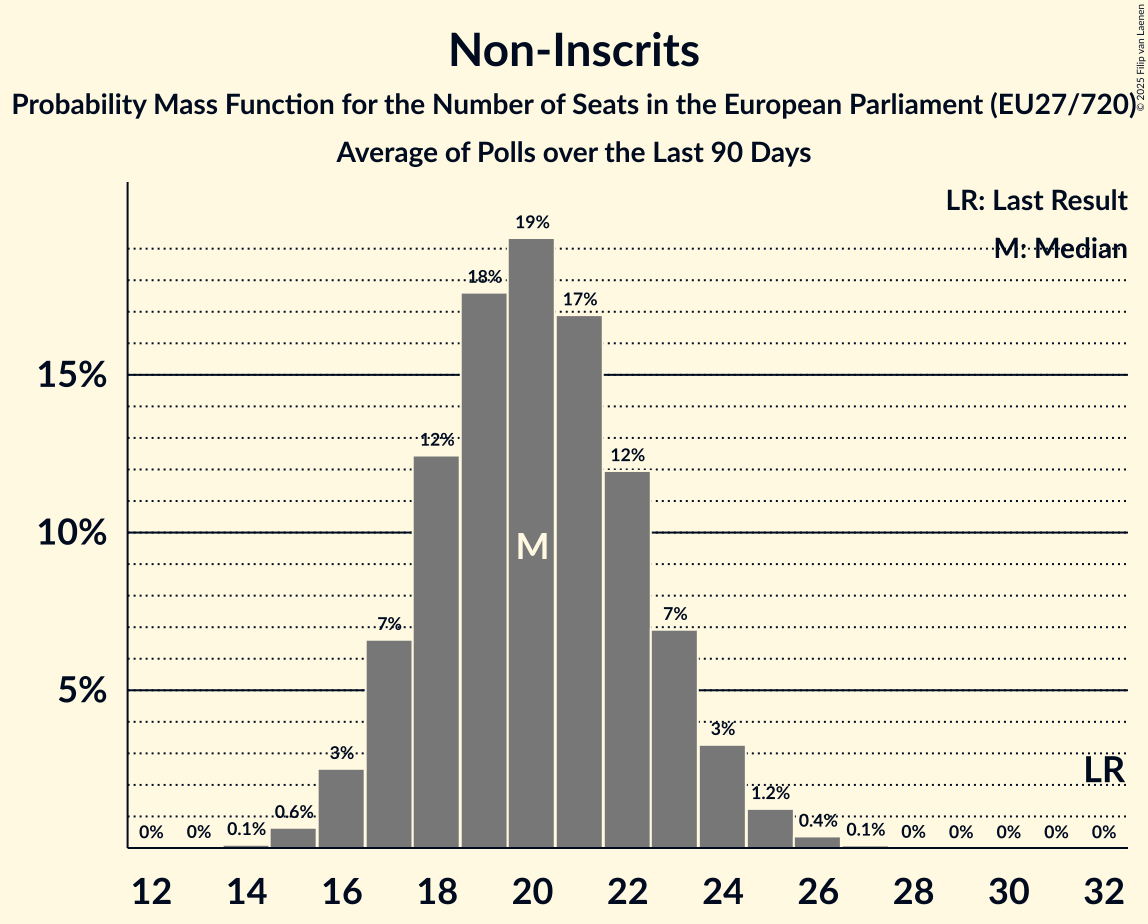 Non-Inscrits
Probability Mass Function for the Number of Seats in the European Parliament (EU27/720)
Average of Polls over the Last 90 Days
© 2025 Filip van Laenen
LR: Last Result
M: Median
15%
10%
5%
0%
0%
0.1%
0.6%
3%
7%
12%
18%
19%
17%
12%
7%
3%
1.2%
0.4%
0.1%
0%
0%
0%
0%
0%
M
LR
12 14 16 18 20 22 24 26 28 30 32